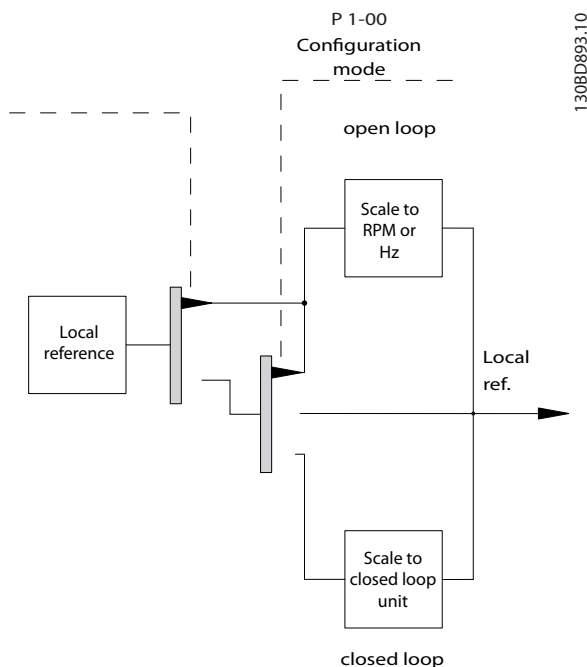 P 1-00
Configuration
mode
130BD893.10
open loop
Scale to
RPM or
Hz
Local
reference
Local
ref.
Scale to
closed loop
unit
closed loop